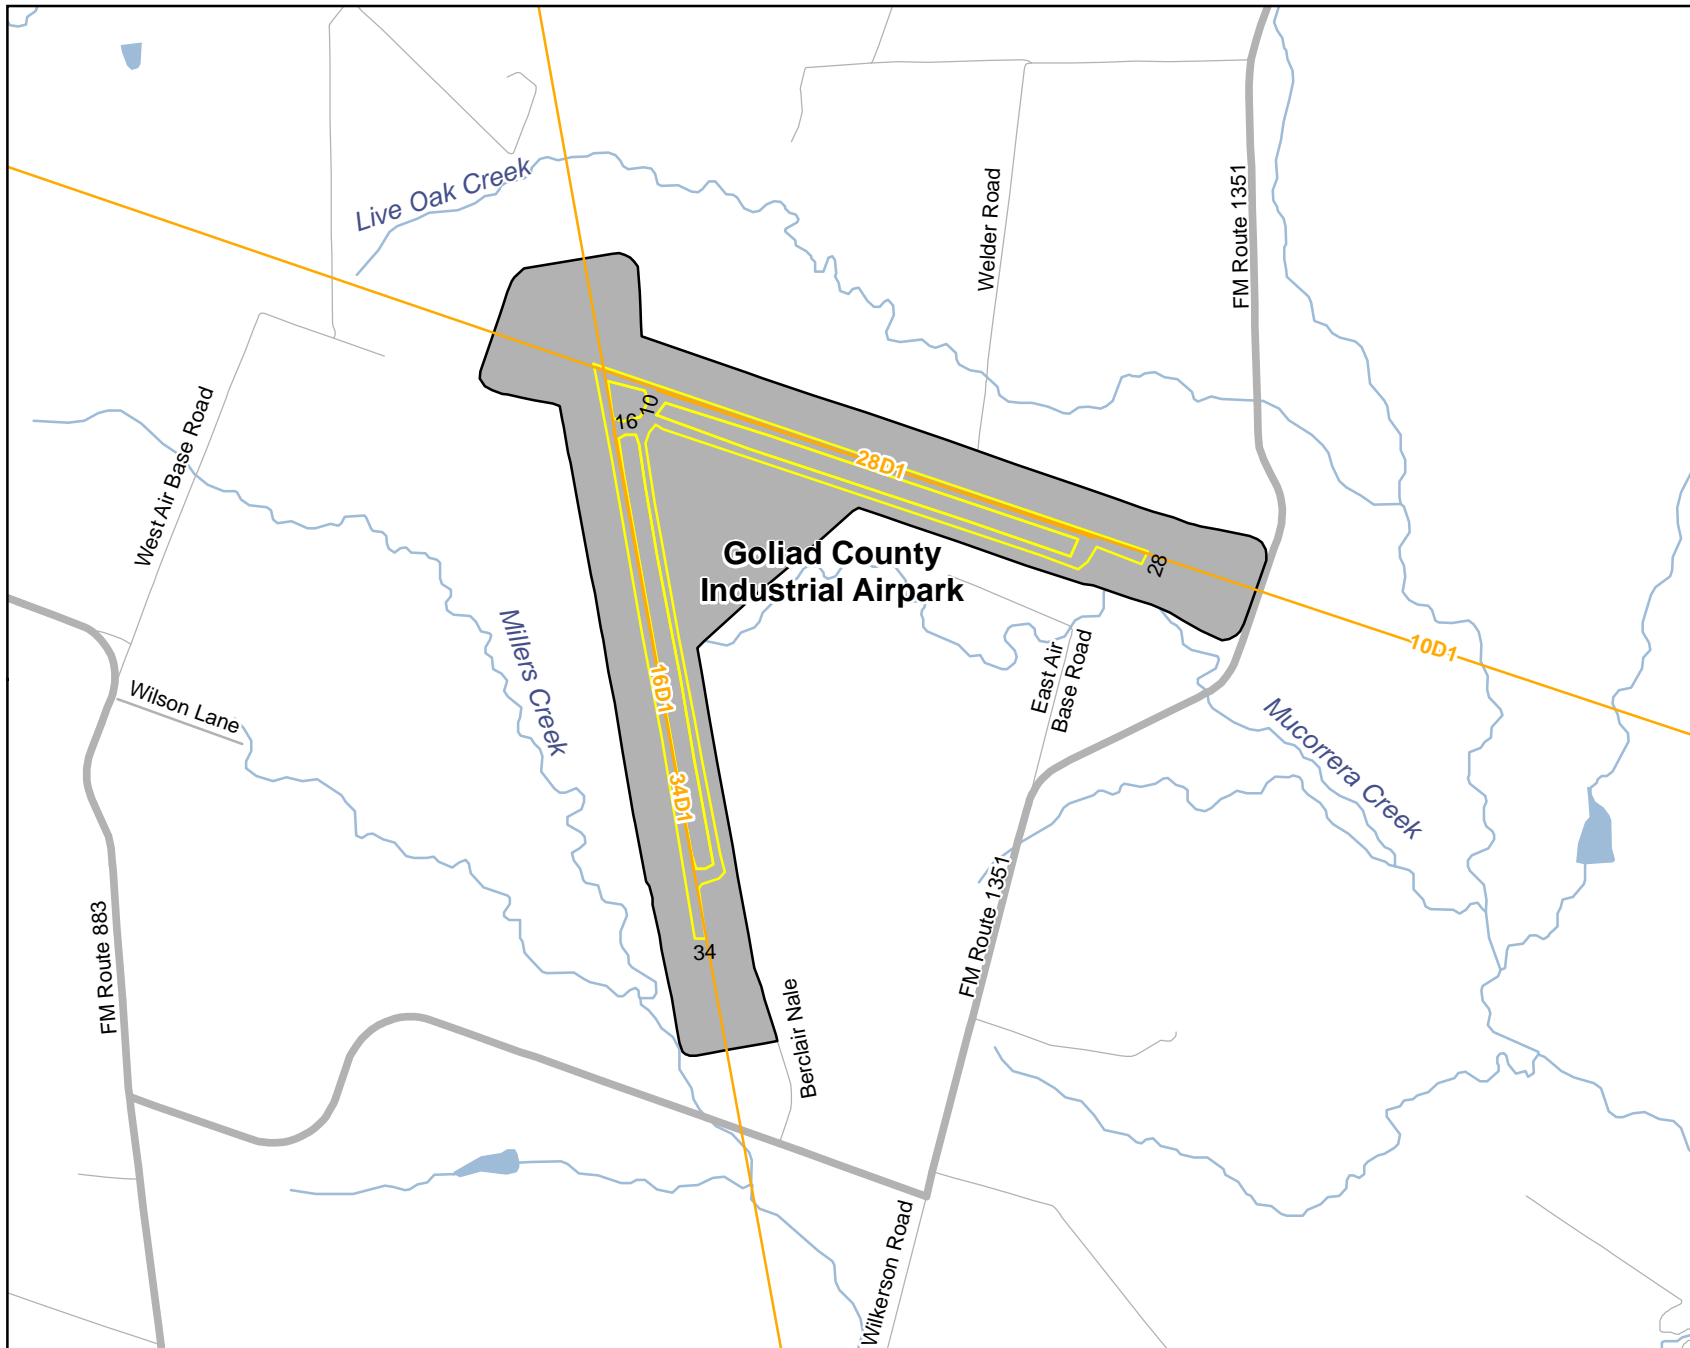 Live Oak Creek
Welder Road
FM Route 1351
West Air Base Road
10
16
28D1
Goliad County
Industrial Airpark
28
Millers Creek
10D1
East Air
Base Road
16D1
Wilson Lane
Mucorrera Creek
34D1
FM Route 883
FM Route 1351
34
Berclair Nale
Wilkerson Road